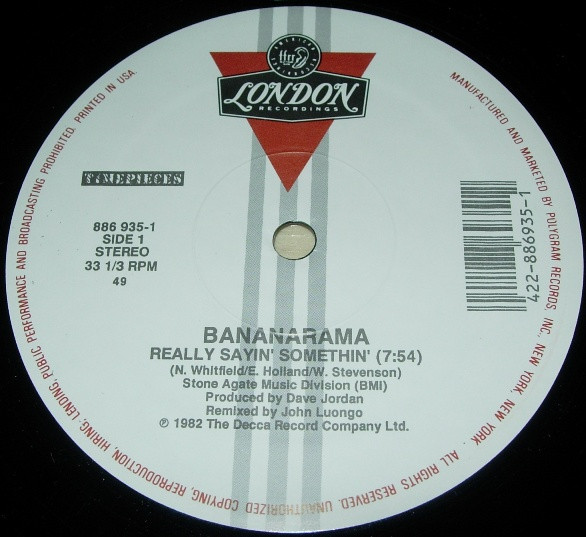 ffrr
LONDON
RECORDINGS
TIMEPIECES
886 935-1
SIDE 1
STEREO
33 1/3 RPM
49
422-886935-1
BANANARAMA
REALLY SAYIN' SOMETHIN' (7:54)
(N. Whitfield/E. Holland/W. Stevenson)
Stone Agate Music Division (BMI)
Produced by Dave Jordan
Remixed by John Luongo
℗ 1982 The Decca Record Company Ltd.
MANUFACTURED AND MARKETED BY POLYGRAM RECORDS, INC., NEW YORK, NEW YORK. ALL RIGHTS RESERVED. UNAUTHORIZED COPYING, REPRODUCTION, HIRING, LENDING, PUBLIC PERFORMANCE AND BROADCASTING PROHIBITED. PRINTED IN USA.